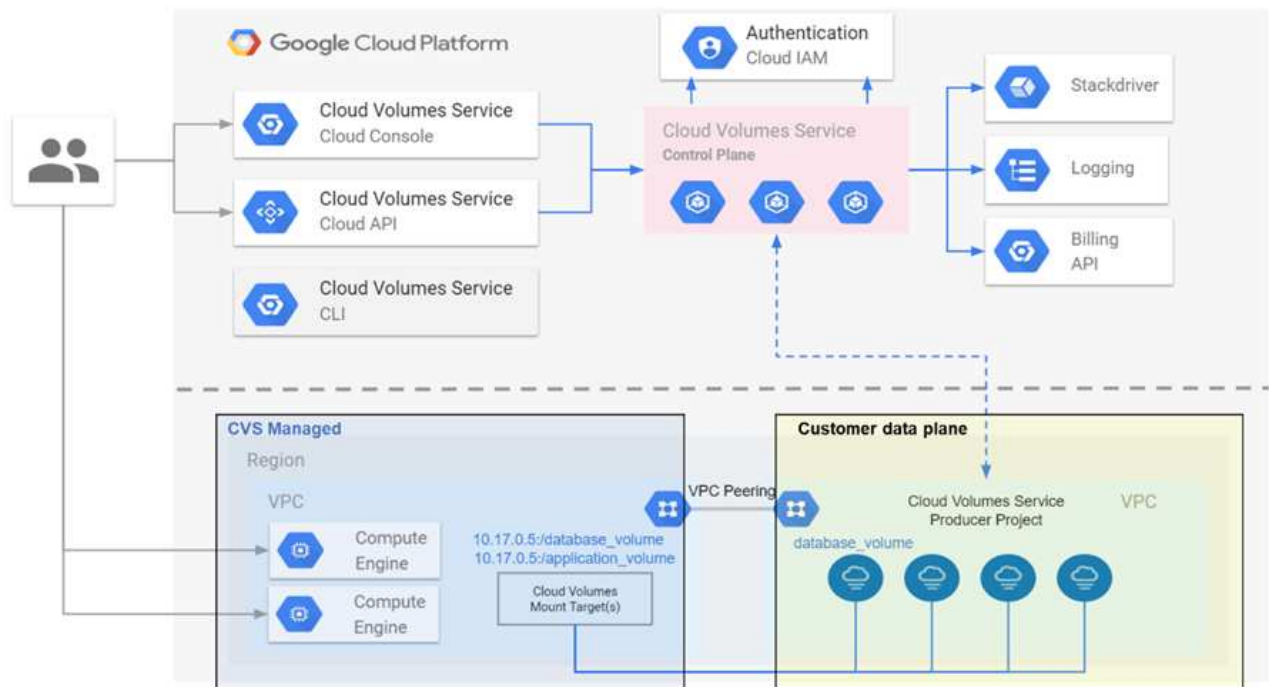 Google Cloud Platform
Authentication
Cloud IAM
Cloud Volumes Service
Cloud Console
Cloud Volumes Service
Cloud API
Cloud Volumes Service
CLI
Cloud Volumes Service
Control Plane
Stackdriver
Logging
Billing
API
CVS Managed
Region
VPC
Compute
Engine
Compute
Engine
10.17.0.5:/database_volume
10.17.0.5:/application_volume
Cloud Volumes
Mount Target(s)
VPC Peering
Customer data plane
Cloud Volumes Service
Producer Project
VPC
database_volume